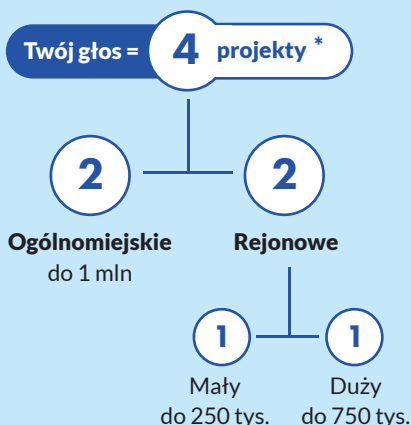 Twój głos = 4 projekty *
2 2
Ogólnomiejskie Rejonowe
do 1 mln
1 1
Mały Duży
do 250 tys. do 750 tys.